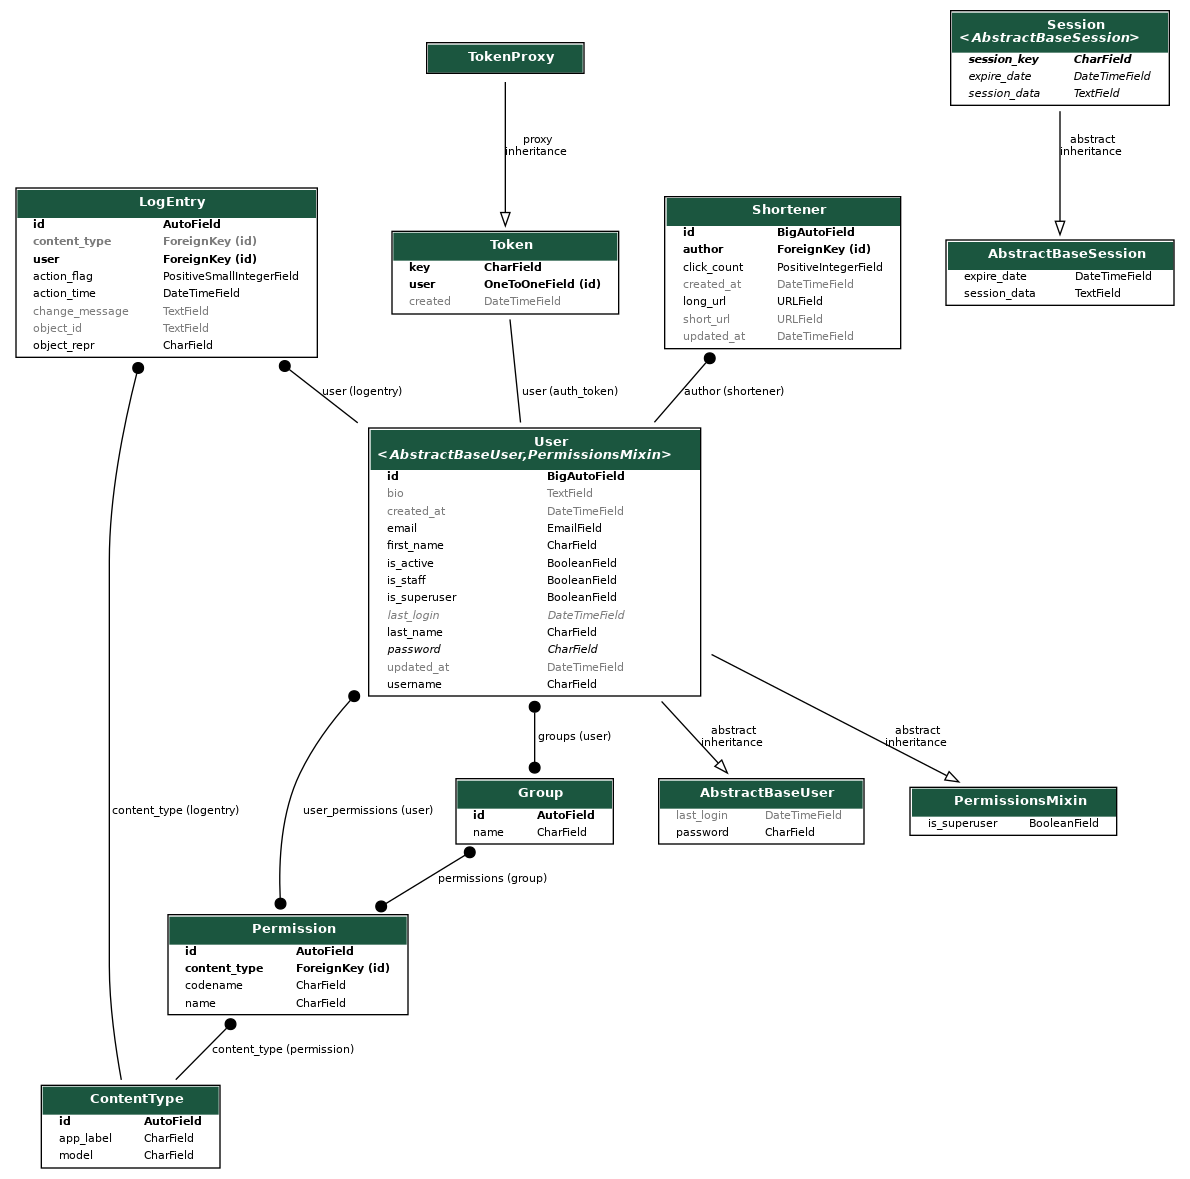 TokenProxy
Session
<AbstractBaseSession>
session_key CharField
expire_date DateTimeField
session_data TextField
proxy
inheritance
abstract
inheritance
LogEntry
id AutoField
content_type ForeignKey (id)
user ForeignKey (id)
action_flag PositiveSmallIntegerField
action_time DateTimeField
change_message TextField
object_id TextField
object_repr CharField
Token
key CharField
user OneToOneField (id)
created DateTimeField
Shortener
id BigAutoField
author ForeignKey (id)
click_count PositiveIntegerField
created_at DateTimeField
long_url URLField
short_url URLField
updated_at DateTimeField
AbstractBaseSession
expire_date DateTimeField
session_data TextField
user (logentry)
user (auth_token)
author (shortener)
User
<AbstractBaseUser,PermissionsMixin>
id BigAutoField
bio TextField
created_at DateTimeField
email EmailField
first_name CharField
is_active BooleanField
is_staff BooleanField
is_superuser BooleanField
last_login DateTimeField
last_name CharField
password CharField
updated_at DateTimeField
username CharField
groups (user)
abstract
inheritance
abstract
inheritance
content_type (logentry)
user_permissions (user)
Group
id AutoField
name CharField
AbstractBaseUser
last_login DateTimeField
password CharField
PermissionsMixin
is_superuser BooleanField
permissions (group)
Permission
id AutoField
content_type ForeignKey (id)
codename CharField
name CharField
content_type (permission)
ContentType
id AutoField
app_label CharField
model CharField